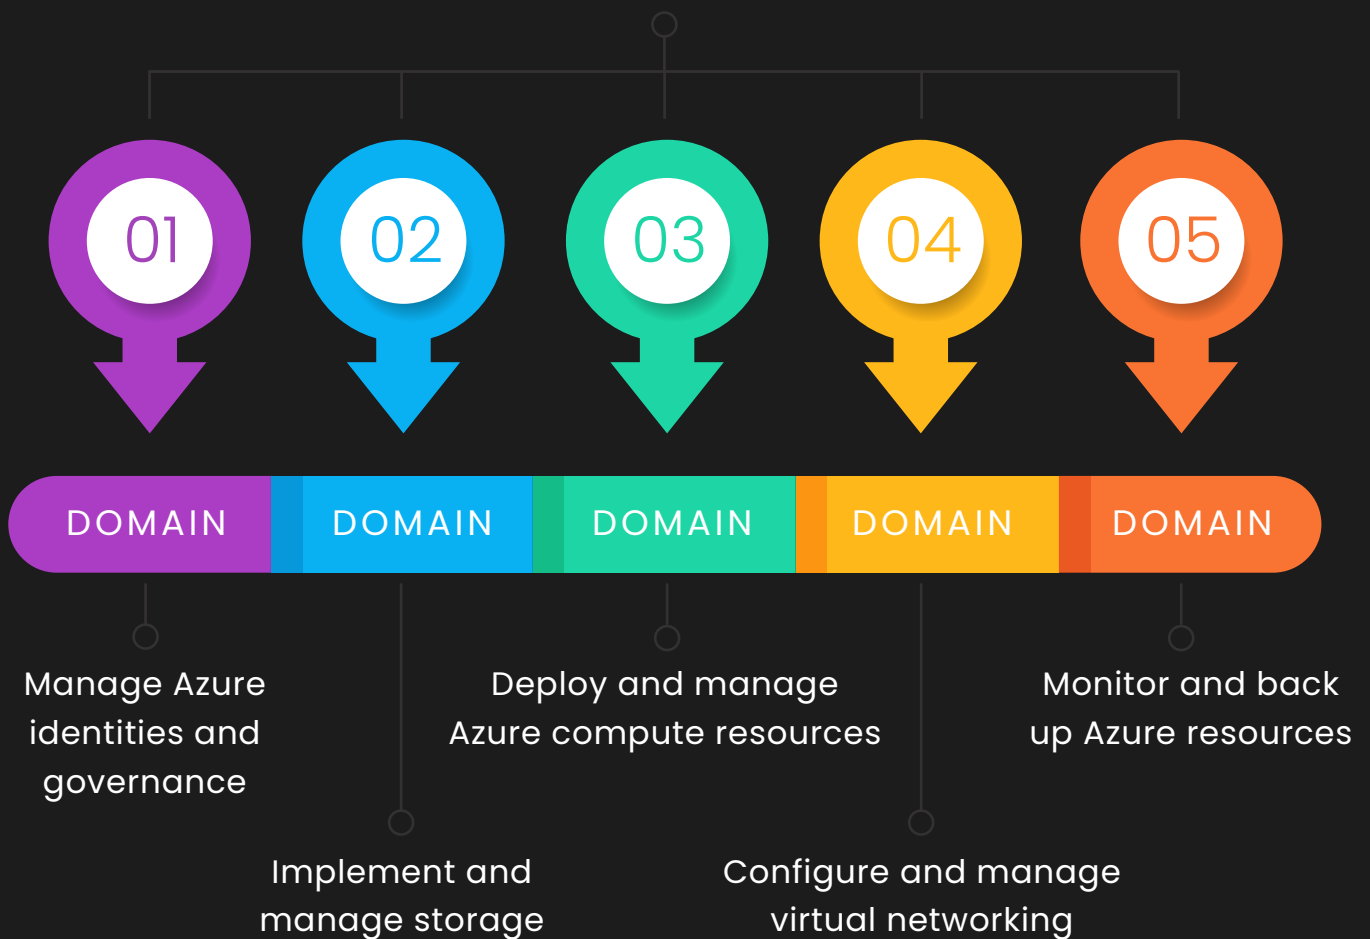 01
02
03
04
05
DOMAIN
DOMAIN
DOMAIN
DOMAIN
DOMAIN
Manage Azure
identities and
governance
Implement and
manage storage
Deploy and manage
Azure compute resources
Configure and manage
virtual networking
Monitor and back
up Azure resources